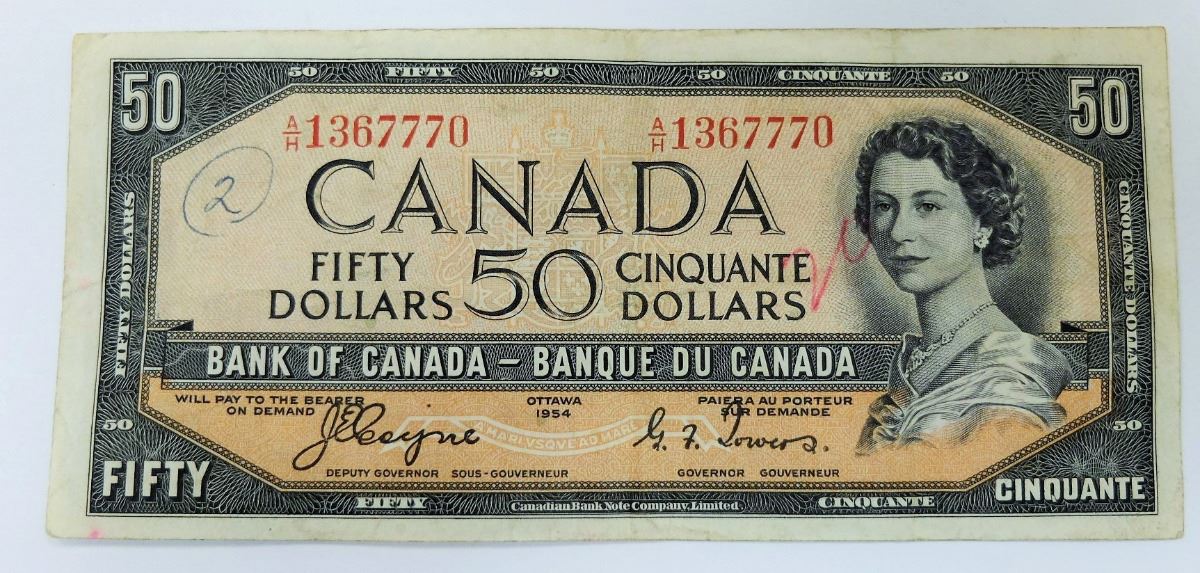 50 50 FIFTY 50 50 CINQUANTE 50 50
A/H 1367770 A/H 1367770
2
CANADA
FIFTY DOLLARS
FIFTY 50 CINQUANTE
DOLLARS DOLLARS
CINQUANTE DOLLARS
BANK OF CANADA – BANQUE DU CANADA
WILL PAY TO THE BEARER OTTAWA PAIERA AU PORTEUR
ON DEMAND 1954 SUR DEMANDE
J E Coyne G. F. Towers.
A MARI VSQVE AD MARE
DEPUTY GOVERNOR SOUS-GOUVERNEUR GOVERNOR GOUVERNEUR
50 50
FIFTY CINQUANTE
FIFTY Canadian Bank Note Company, Limited CINQUANTE